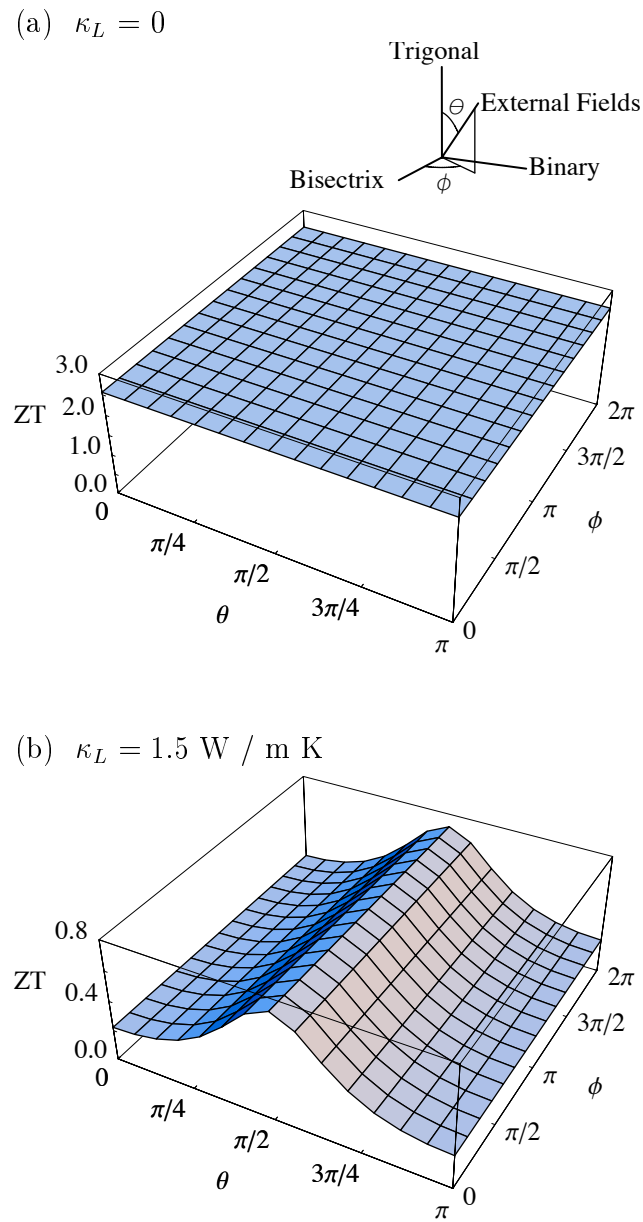 (a) κ_L = 0
Trigonal
θ External Fields
Bisectrix ϕ Binary
3.0
ZT 2.0
1.0
0.0
0
π/4
π/2
3π/4
π
θ
0
π/2
π
3π/2
2π
ϕ
(b) κ_L = 1.5 W / m K
0.8
ZT 0.4
0.0
0
π/4
π/2
3π/4
π
θ
0
π/2
π
3π/2
2π
ϕ